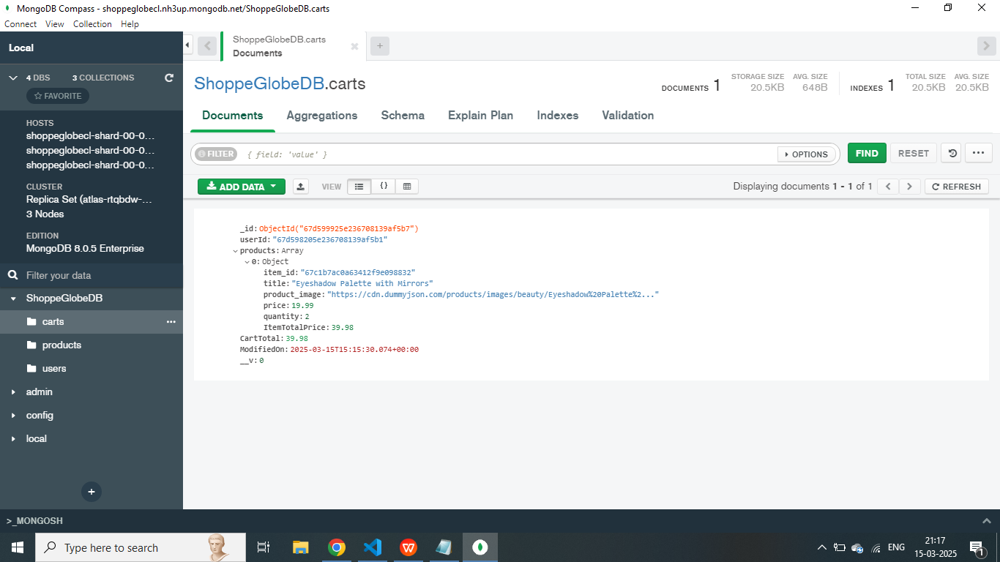 MongoDB Compass - shoppeglobecl.nh3up.mongodb.net/ShoppeGlobeDB.carts
Connect View Collection Help
Local
4 DBS 3 COLLECTIONS
FAVORITE
HOSTS
shoppeglobecl-shard-00-0...
shoppeglobecl-shard-00-0...
shoppeglobecl-shard-00-0...
CLUSTER
Replica Set (atlas-rtqbdw-...
3 Nodes
EDITION
MongoDB 8.0.5 Enterprise
Filter your data
ShoppeGlobeDB
carts
products
users
admin
config
local
ShoppeGlobeDB.carts
Documents
ShoppeGlobeDB.carts
DOCUMENTS 1
STORAGE SIZE 20.5KB
AVG. SIZE 648B
INDEXES 1
TOTAL SIZE 20.5KB
AVG. SIZE 20.5KB
Documents Aggregations Schema Explain Plan Indexes Validation
FILTER { field: 'value' } OPTIONS FIND RESET
ADD DATA VIEW {} Displaying documents 1 - 1 of 1 REFRESH
_id: ObjectId("67d599925e236708139af5b7")
userId: "67d598205e236708139af5b1"
products: Array
0: Object
item_id: "67c1b7ac0a63412f9e098832"
title: "Eyeshadow Palette with Mirrors"
product_image: "https://cdn.dummyjson.com/products/images/beauty/Eyeshadow%20Palette%2..."
price: 19.99
quantity: 2
ItemTotalPrice: 39.98
CartTotal: 39.98
ModifiedOn: 2025-03-15T15:15:30.074+00:00
__v: 0
>_MONGOSH
Type here to search
ENG
21:17
15-03-2025
1